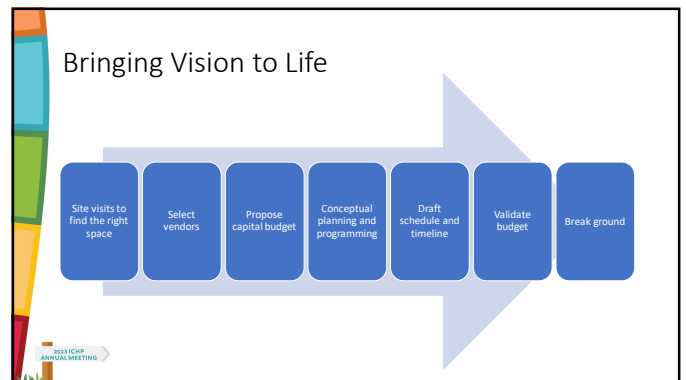 Bringing Vision to Life
Site visits to
find the right
space
Select
vendors
Propose
capital budget
Conceptual
planning and
programming
Draft
schedule and
timeline
Validate
budget
Break ground
2023 ICHP
ANNUAL MEETING